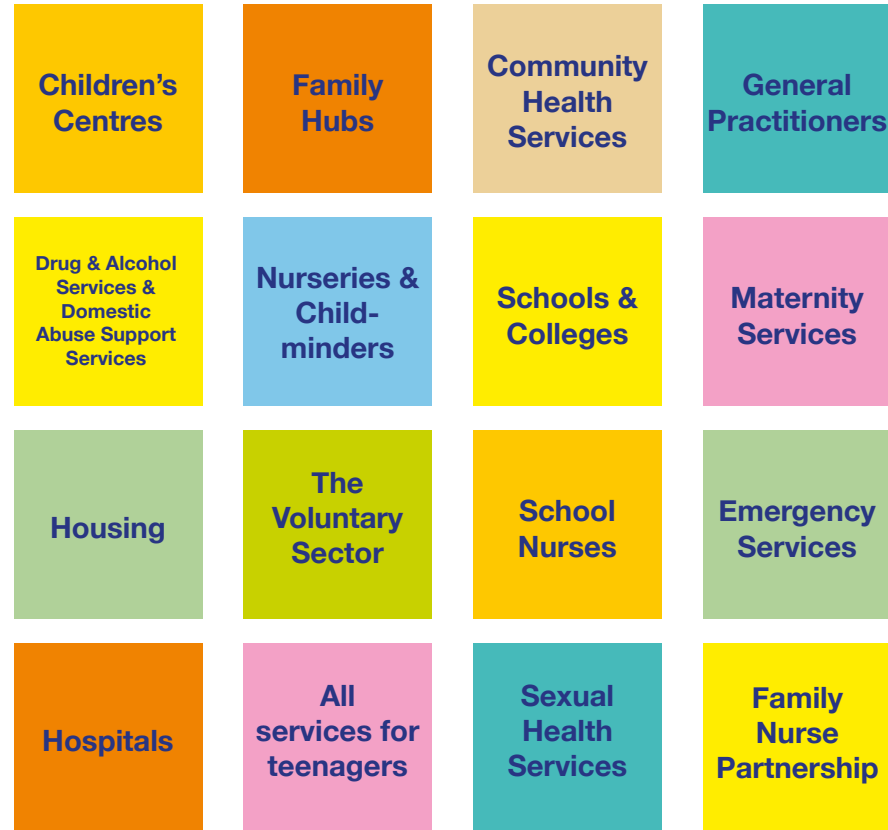 Children's
Centres
Family
Hubs
Community
Health
Services
General
Practitioners
Drug & Alcohol
Services &
Domestic
Abuse Support
Services
Nurseries &
Child-
minders
Schools &
Colleges
Maternity
Services
Housing
The
Voluntary
Sector
School
Nurses
Emergency
Services
Hospitals
All
services for
teenagers
Sexual
Health
Services
Family
Nurse
Partnership